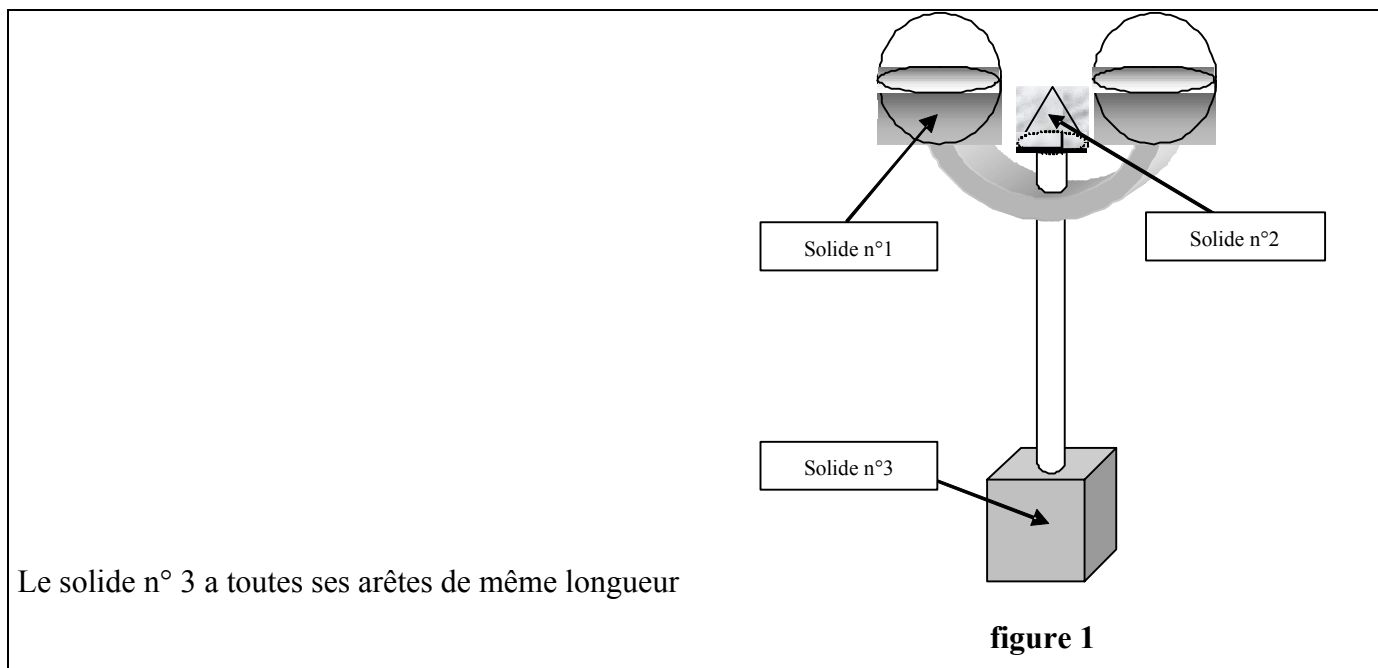 Solide n°1
Solide n°2
Solide n°3
Le solide n° 3 a toutes ses arêtes de même longueur
figure 1